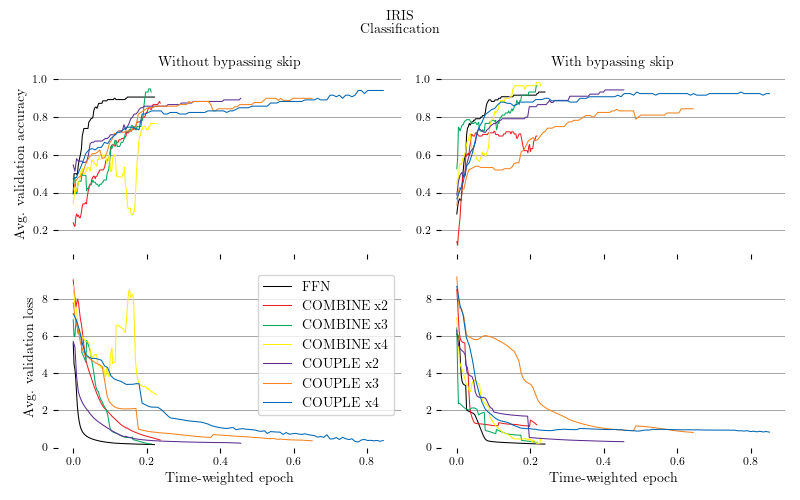 IRIS
Classification
Without bypassing skip
With bypassing skip
Avg. validation accuracy
1.0
0.8
0.6
0.4
0.2
1.0
0.8
0.6
0.4
0.2
Avg. validation loss
8
6
4
2
0
8
6
4
2
0
FFN
COMBINE x2
COMBINE x3
COMBINE x4
COUPLE x2
COUPLE x3
COUPLE x4
0.0 0.2 0.4 0.6 0.8
0.0 0.2 0.4 0.6 0.8
Time-weighted epoch
Time-weighted epoch